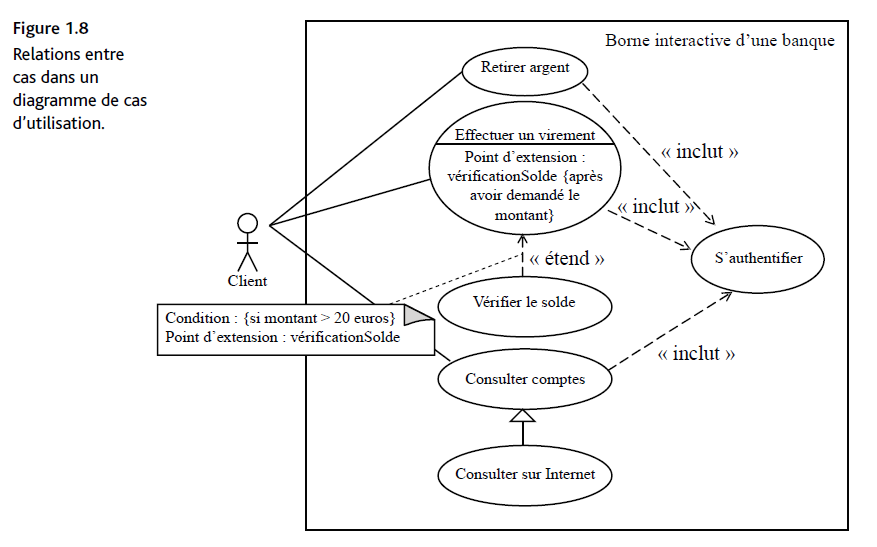 Figure 1.8
Relations entre
cas dans un
diagramme de cas
d’utilisation.
Borne interactive d’une banque
Retirer argent
Effectuer un virement
Point d’extension :
vérificationSolde {après
avoir demandé le
montant}
« inclut »
« inclut »
S’authentifier
Client
« étend »
Vérifier le solde
Condition : {si montant > 20 euros}
Point d’extension : vérificationSolde
« inclut »
Consulter comptes
Consulter sur Internet